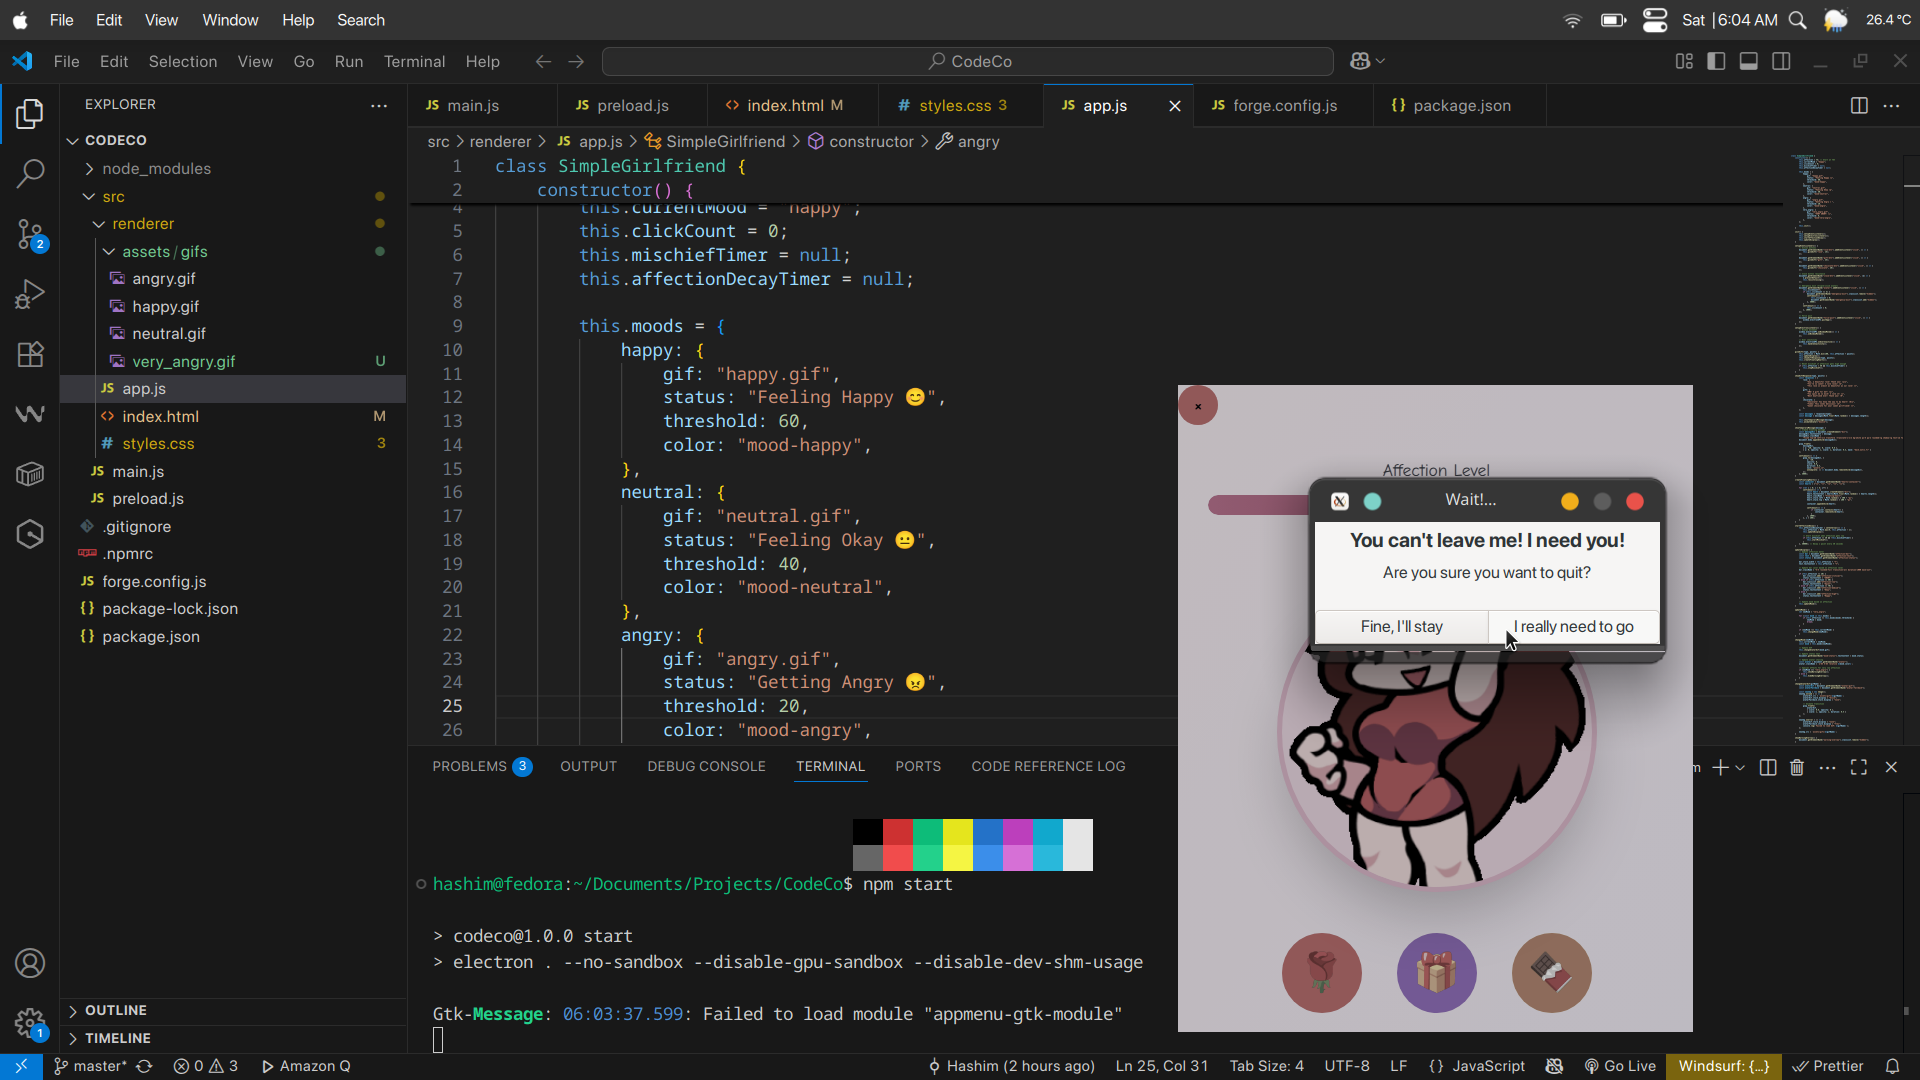 File Edit View Window Help Search
Sat | 6:04 AM 26.4 °C
File Edit Selection View Go Run Terminal Help
CodeCo
EXPLORER
CODECO
node_modules
src
renderer
assets / gifs
angry.gif
happy.gif
neutral.gif
very_angry.gif U
JS app.js
<> index.html M
# styles.css 3
JS main.js
JS preload.js
.gitignore
npm .npmrc
JS forge.config.js
{} package-lock.json
{} package.json
OUTLINE
TIMELINE
2
1
JS main.js
JS preload.js
<> index.html M
# styles.css 3
JS app.js
JS forge.config.js
{} package.json
src > renderer > JS app.js > SimpleGirlfriend > constructor > angry
1 class SimpleGirlfriend {
2 constructor() {
4 this.currentMood = "happy";
5 this.clickCount = 0;
6 this.mischiefTimer = null;
7 this.affectionDecayTimer = null;
8
9 this.moods = {
10 happy: {
11 gif: "happy.gif",
12 status: "Feeling Happy 😊",
13 threshold: 60,
14 color: "mood-happy",
15 },
16 neutral: {
17 gif: "neutral.gif",
18 status: "Feeling Okay 😐",
19 threshold: 40,
20 color: "mood-neutral",
21 },
22 angry: {
23 gif: "angry.gif",
24 status: "Getting Angry 😠",
25 threshold: 20,
26 color: "mood-angry",
×
Affection Level
Wait!...
You can't leave me! I need you!
Are you sure you want to quit?
Fine, I'll stay
I really need to go
PROBLEMS 3 OUTPUT DEBUG CONSOLE TERMINAL PORTS CODE REFERENCE LOG
hashim@fedora:~/Documents/Projects/CodeCo$ npm start
> codeco@1.0.0 start
> electron . --no-sandbox --disable-gpu-sandbox --disable-dev-shm-usage
Gtk-Message: 06:03:37.599: Failed to load module "appmenu-gtk-module"
master* 0 3 Amazon Q
Hashim (2 hours ago) Ln 25, Col 31 Tab Size: 4 UTF-8 LF {} JavaScript Go Live Windsurf: {...} Prettier